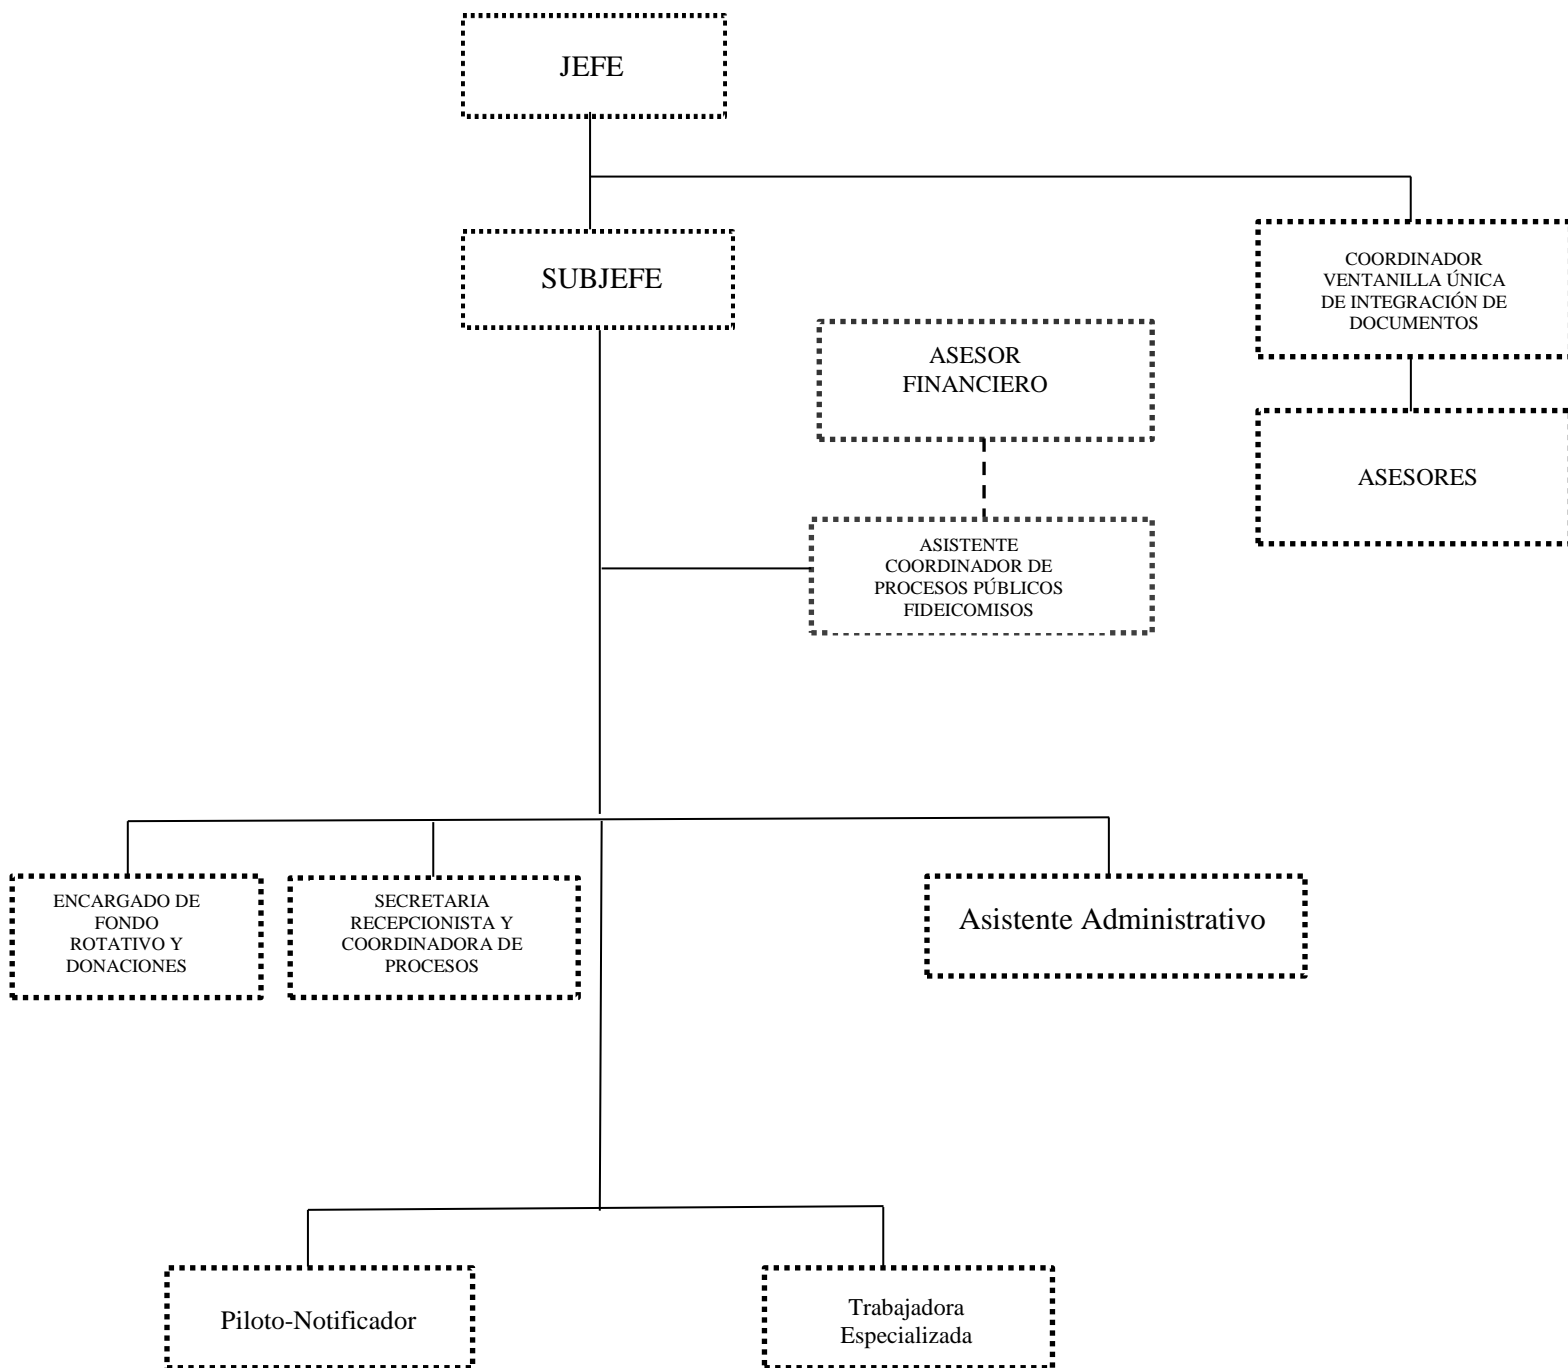 JEFE
SUBJEFE
COORDINADOR
VENTANILLA ÚNICA
DE INTEGRACIÓN DE
DOCUMENTOS
ASESOR
FINANCIERO
ASESORES
ASISTENTE
COORDINADOR DE
PROCESOS PÚBLICOS
FIDEICOMISOS
ENCARGADO DE
FONDO
ROTATIVO Y
DONACIONES
SECRETARIA
RECEPCIONISTA Y
COORDINADORA DE
PROCESOS
Asistente Administrativo
Piloto-Notificador
Trabajadora
Especializada